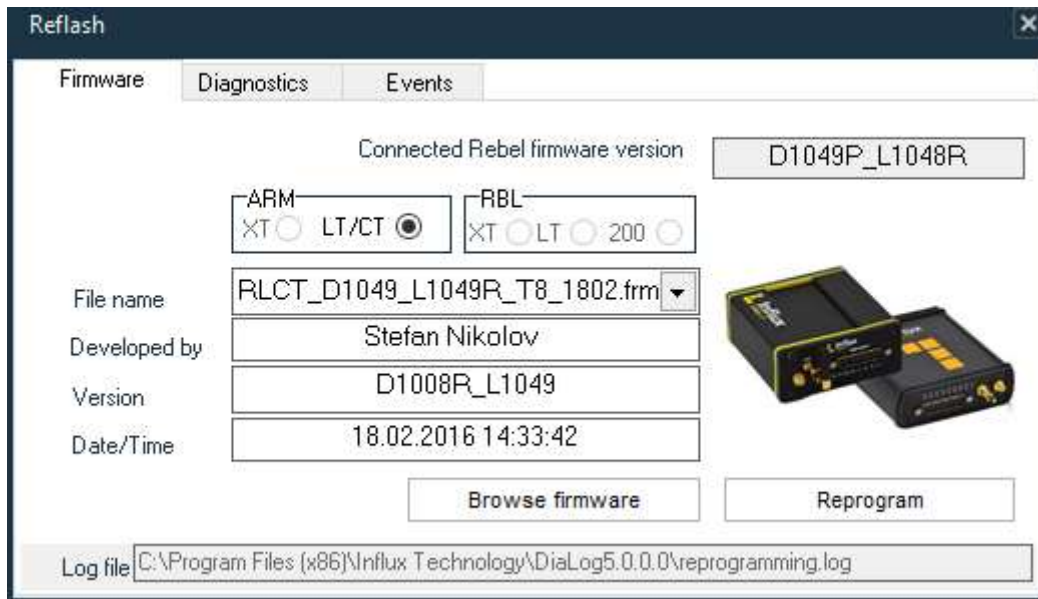 Reflash
Firmware Diagnostics Events
Connected Rebel firmware version D1049P_L1048R
ARM RBL
XT LT/CT XT LT 200
File name RLCT_D1049_L1049R_T8_1802.frm
Developed by Stefan Nikolov
Version D1008R_L1049
Date/Time 18.02.2016 14:33:42
Influx
Browse firmware Reprogram
Log file C:\Program Files (x86)\Influx Technology\DiaLog5.0.0.0\reprogramming.log